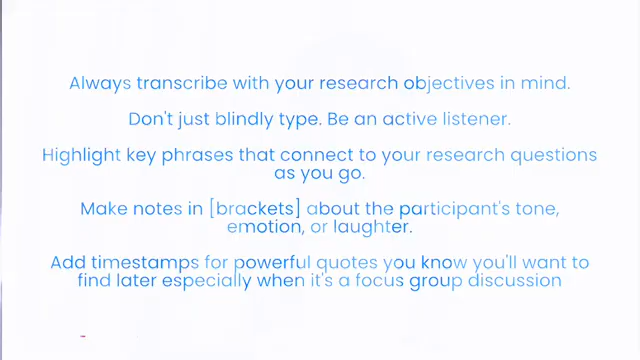 Always transcribe with your research objectives in mind.
Don't just blindly type. Be an active listener.
Highlight key phrases that connect to your research questions
as you go.
Make notes in [brackets] about the participant's tone,
emotion, or laughter.
Add timestamps for powerful quotes you know you'll want to
find later especially when it's a focus group discussion